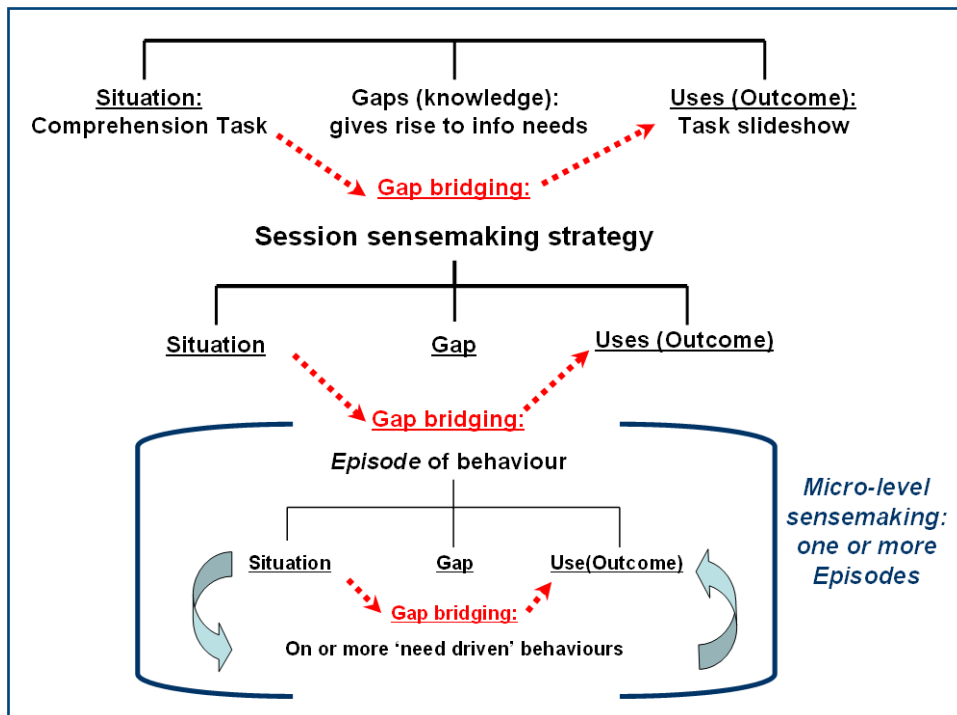 Situation:
Comprehension Task
Gaps (knowledge):
gives rise to info needs
Uses (Outcome):
Task slideshow
Gap bridging:
Session sensemaking strategy
Situation
Gap
Uses (Outcome)
Gap bridging:
Episode of behaviour
Situation
Gap
Use(Outcome)
Gap bridging:
On or more ‘need driven’ behaviours
Micro-level
sensemaking:
one or more
Episodes